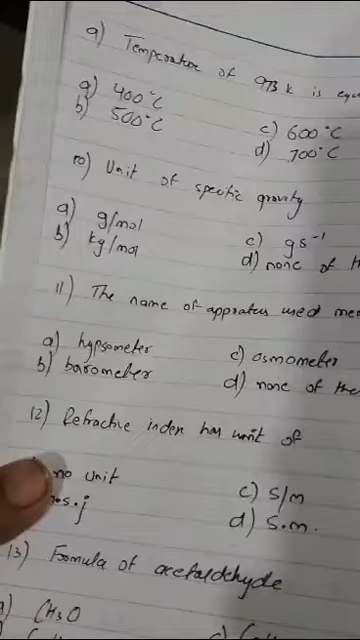 9) Temperature of 973 K is
a) 400°C
b) 500°C
c) 600°C
d) 700°C
10) Unit of specific gravity
a) g/mol
b) kg/mol
c) gs⁻¹
d) none of
11) The name of appratus used
a) hypsometer
b) barometer
c) osmometer
d) none of
12) Refractive index has unit of
no unit
c) S/m
d) S.m.
13) Formula of acetaldehyde
CH3O